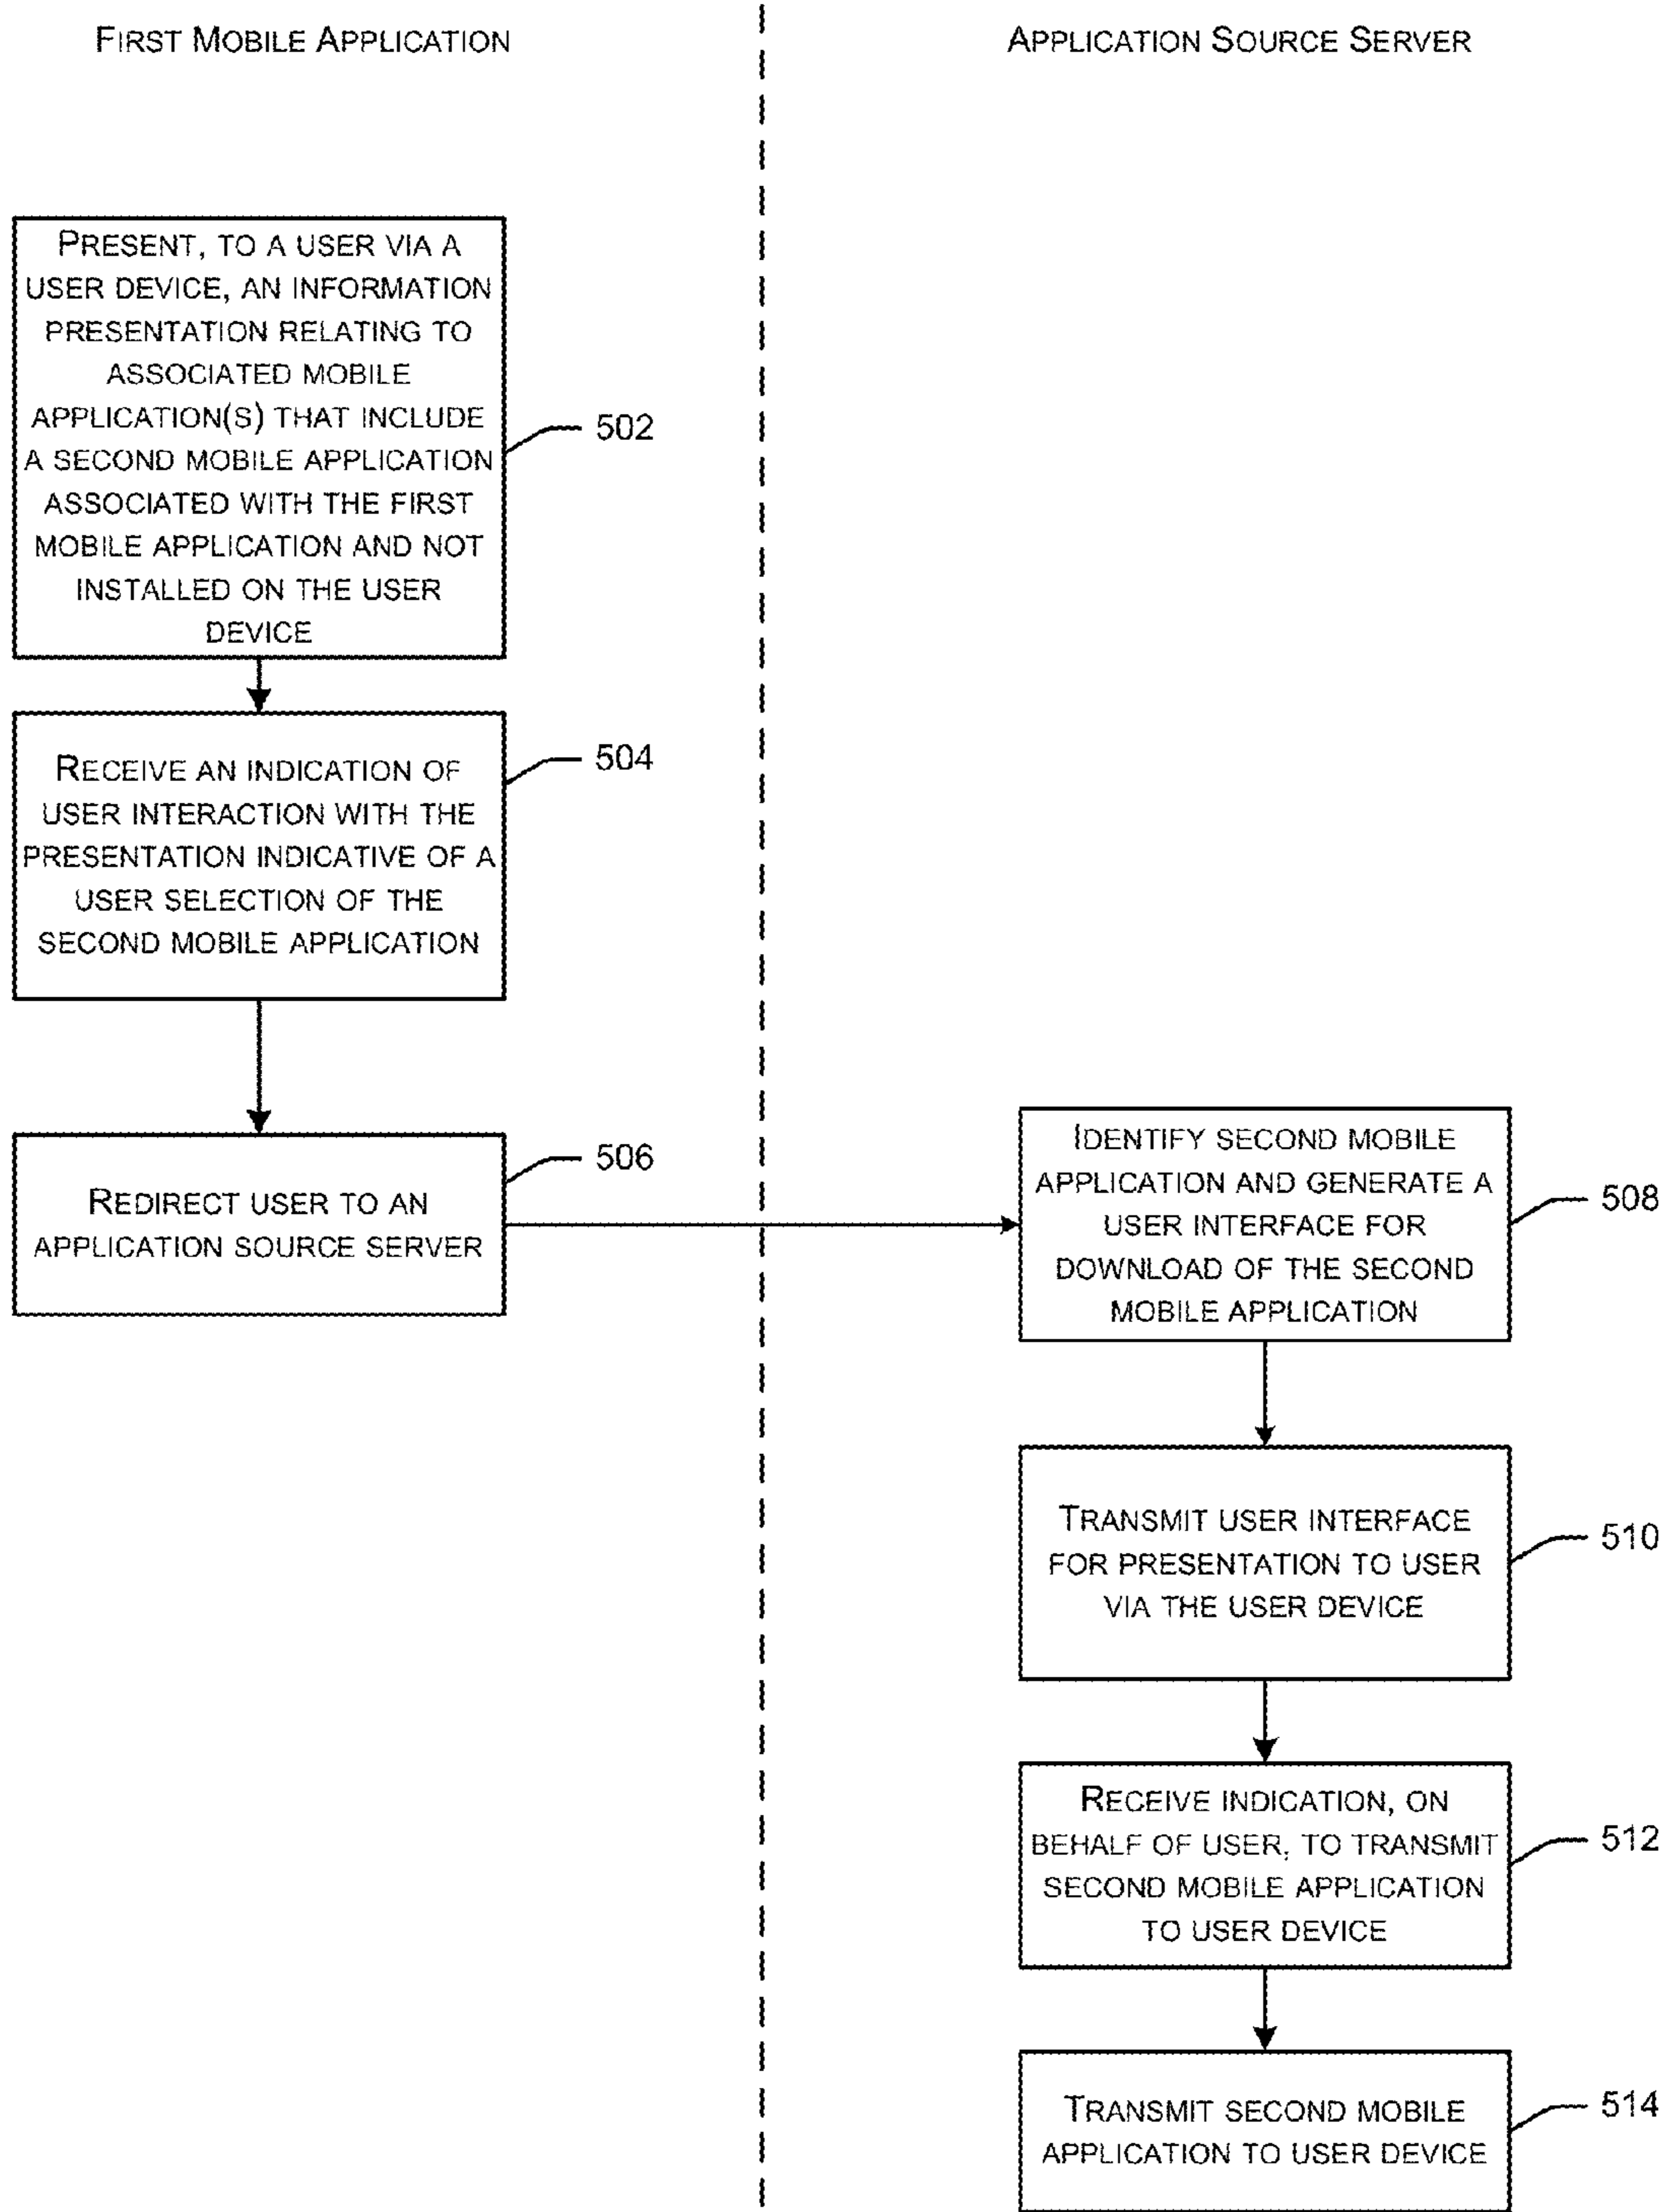 FIRST MOBILE APPLICATION
APPLICATION SOURCE SERVER
PRESENT, TO A USER VIA A
USER DEVICE, AN INFORMATION
PRESENTATION RELATING TO
ASSOCIATED MOBILE
APPLICATION(S) THAT INCLUDE
A SECOND MOBILE APPLICATION
ASSOCIATED WITH THE FIRST
MOBILE APPLICATION AND NOT
INSTALLED ON THE USER
DEVICE
502
RECEIVE AN INDICATION OF
USER INTERACTION WITH THE
PRESENTATION INDICATIVE OF A
USER SELECTION OF THE
SECOND MOBILE APPLICATION
504
REDIRECT USER TO AN
APPLICATION SOURCE SERVER
506
IDENTIFY SECOND MOBILE
APPLICATION AND GENERATE A
USER INTERFACE FOR
DOWNLOAD OF THE SECOND
MOBILE APPLICATION
508
TRANSMIT USER INTERFACE
FOR PRESENTATION TO USER
VIA THE USER DEVICE
510
RECEIVE INDICATION, ON
BEHALF OF USER, TO TRANSMIT
SECOND MOBILE APPLICATION
TO USER DEVICE
512
TRANSMIT SECOND MOBILE
APPLICATION TO USER DEVICE
514